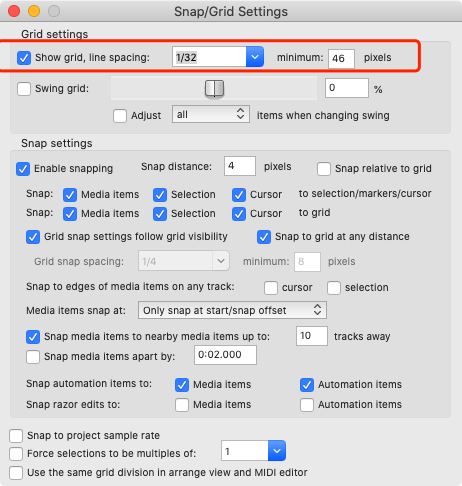 Snap/Grid Settings
Grid settings
Show grid, line spacing: 1/32 minimum: 46 pixels
Swing grid: 0 %
Adjust all items when changing swing
Snap settings
Enable snapping Snap distance: 4 pixels Snap relative to grid
Snap: Media items Selection Cursor to selection/markers/cursor
Snap: Media items Selection Cursor to grid
Grid snap settings follow grid visibility Snap to grid at any distance
Grid snap spacing: 1/4 minimum: 8 pixels
Snap to edges of media items on any track: cursor selection
Media items snap at: Only snap at start/snap offset
Snap media items to nearby media items up to: 10 tracks away
Snap media items apart by: 0:02.000
Snap automation items to: Media items Automation items
Snap razor edits to: Media items Automation items
Snap to project sample rate
Force selections to be multiples of: 1
Use the same grid division in arrange view and MIDI editor